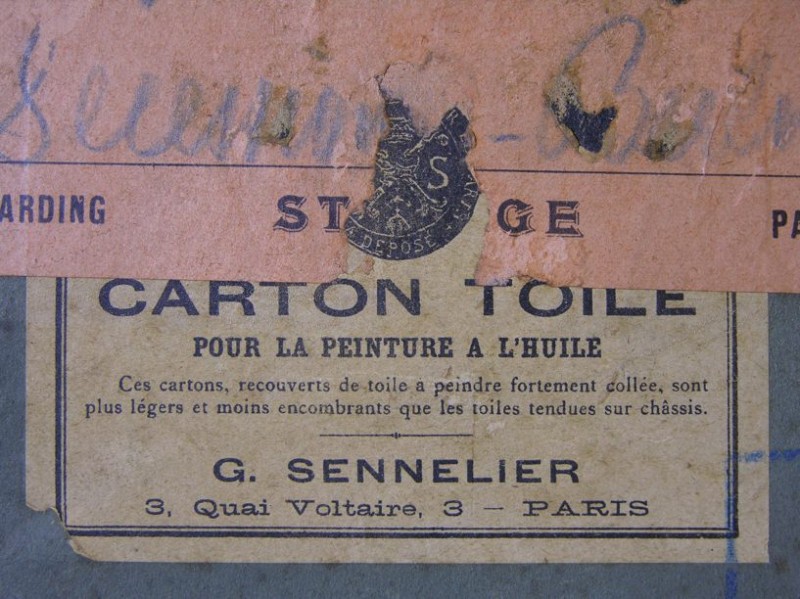 ARDING ST GE PA
S
DEPOSÉ
CARTON TOILE
POUR LA PEINTURE A L'HUILE
Ces cartons, recouverts de toile à peindre fortement collée, sont
plus légers et moins encombrants que les toiles tendues sur châssis.
G. SENNELIER
3, Quai Voltaire, 3 — PARIS